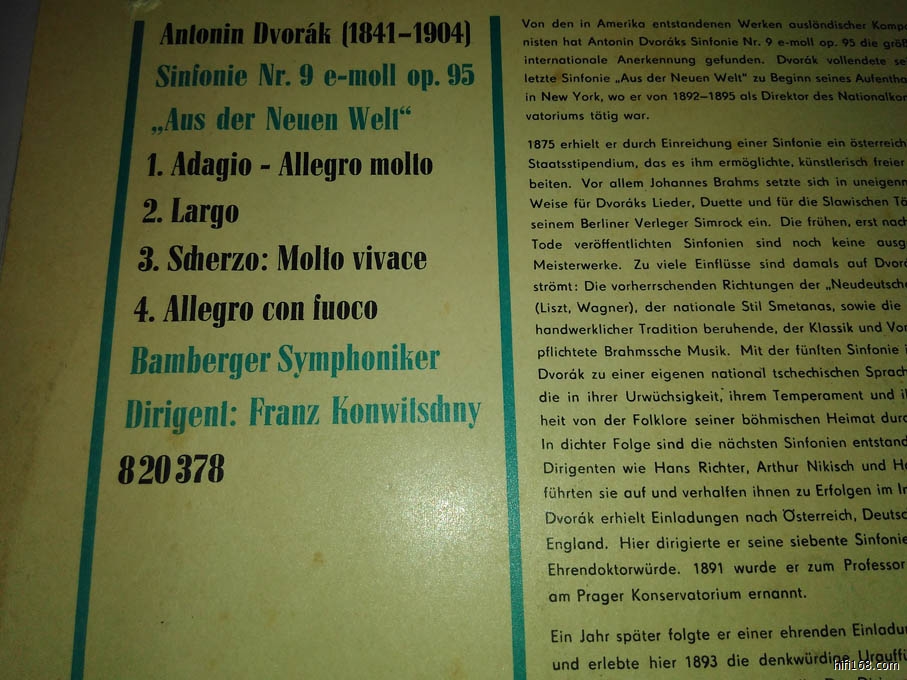 Antonin Dvorák (1841–1904)
Sinfonie Nr. 9 e-moll op. 95
„Aus der Neuen Welt“
1. Adagio - Allegro molto
2. Largo
3. Scherzo: Molto vivace
4. Allegro con fuoco
Bamberger Symphoniker
Dirigent: Franz Konwitschny
820378
Von den in Amerika entstandenen Werken ausländischer Kompo
nisten hat Antonin Dvoráks Sinfonie Nr. 9 e-moll op. 95 die größ
internationale Anerkennung gefunden. Dvorák vollendete se
letzte Sinfonie „Aus der Neuen Welt“ zu Beginn seines Aufentha
in New York, wo er von 1892–1895 als Direktor des Nationalkon
vatoriums tätig war.
1875 erhielt er durch Einreichung einer Sinfonie ein österreich
Staatsstipendium, das es ihm ermöglichte, künstlerisch freier
beiten. Vor allem Johannes Brahms setzte sich in uneigenn
Weise für Dvoráks Lieder, Duette und für die Slawischen Tä
seinem Berliner Verleger Simrock ein. Die frühen, erst nach
Tode veröffentlichten Sinfonien sind noch keine ausg
Meisterwerke. Zu viele Einflüsse sind damals auf Dvorá
strömt: Die vorherrschenden Richtungen der „Neudeutsche
(Liszt, Wagner), der nationale Stil Smetanas, sowie die
handwerklicher Tradition beruhende, der Klassik und Vor
pflichtete Brahmssche Musik. Mit der fünften Sinfonie i
Dvorák zu einer eigenen national tschechischen Sprach
die in ihrer Urwüchsigkeit, ihrem Temperament und ih
heit von der Folklore seiner böhmischen Heimat durc
In dichter Folge sind die nächsten Sinfonien entstand
Dirigenten wie Hans Richter, Arthur Nikisch und Ha
führten sie auf und verhalfen ihnen zu Erfolgen im In
Dvorák erhielt Einladungen nach Österreich, Deutsc
England. Hier dirigierte er seine siebente Sinfonie
Ehrendoktorwürde. 1891 wurde er zum Professor
am Prager Konservatorium ernannt.
Ein Jahr später folgte er einer ehrenden Einladu
und erlebte hier 1893 die denkwürdige Urauffü
hifi168.com